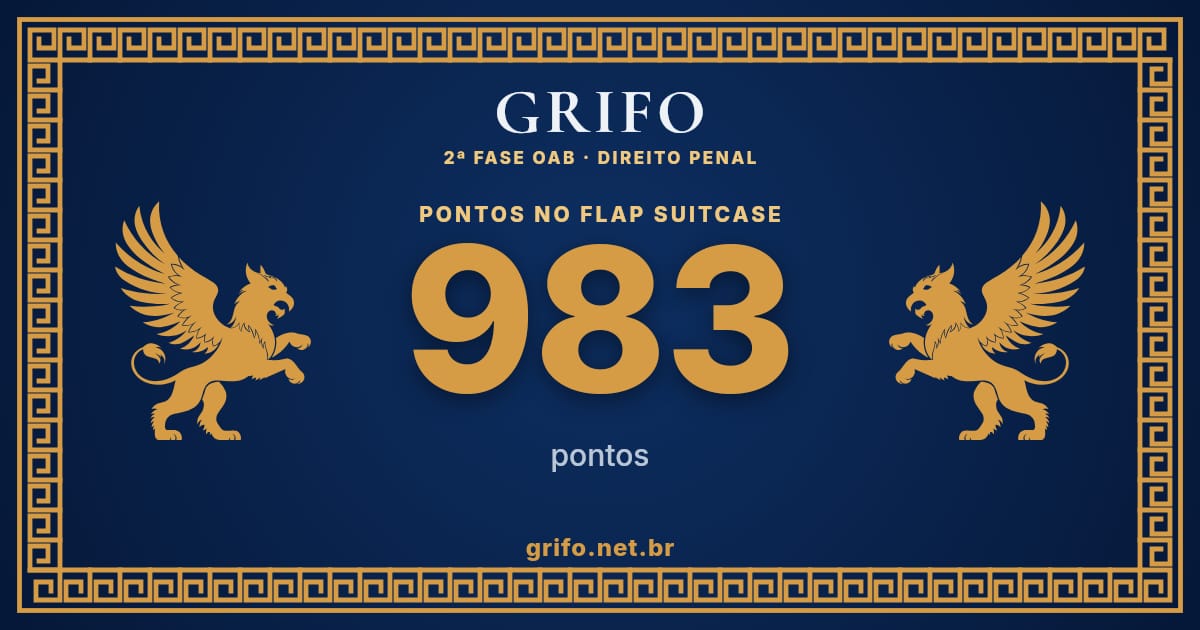 GRIFO
2ª FASE OAB · DIREITO PENAL
PONTOS NO FLAP SUITCASE
983
pontos
grifo.net.br